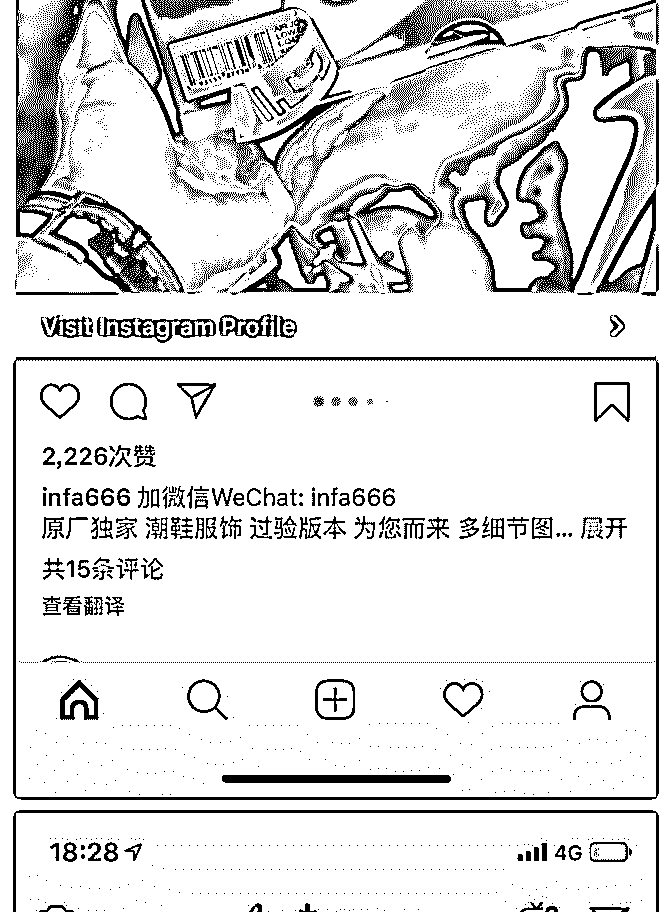 Visit Instagram Profile
2,226次赞
infa666 加微信WeChat: infa666
原厂独家 潮鞋服饰 过验版本 为您而来 多细节图... 展开
共15条评论
查看翻译
18:28
4G